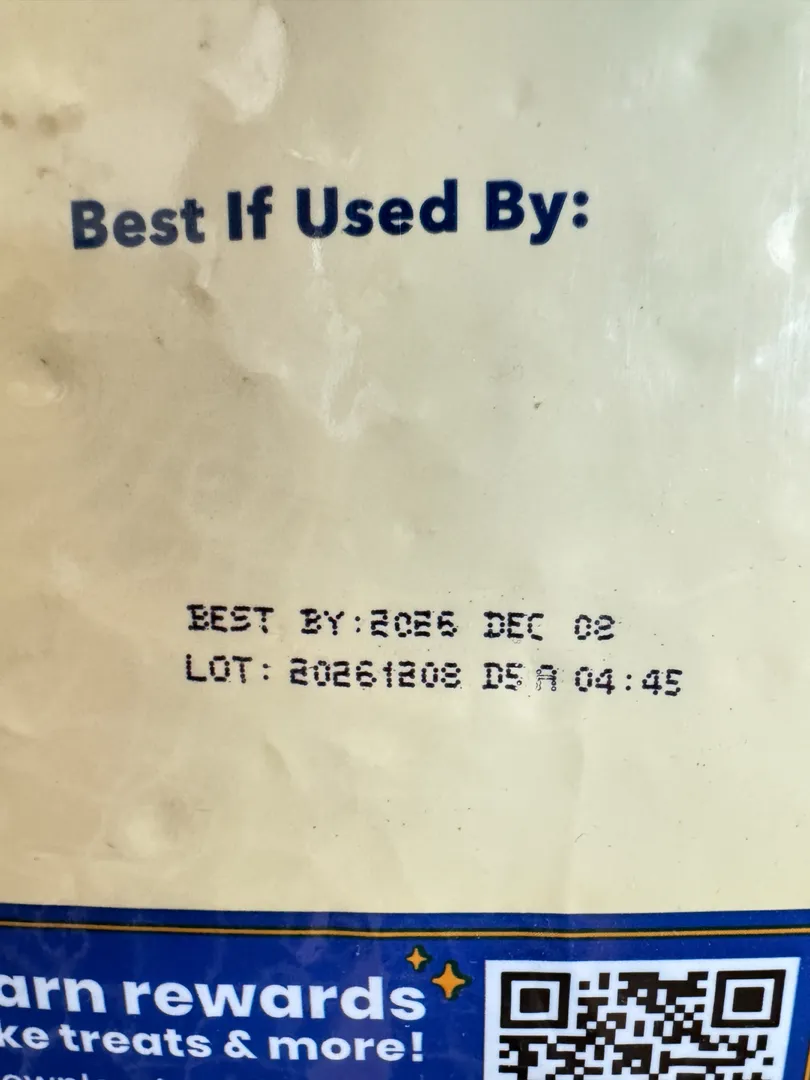 Best If Used By:
BEST BY:2026 DEC 08
LOT: 20261208 D5 A 04:45
arn rewards
ke treats & more!